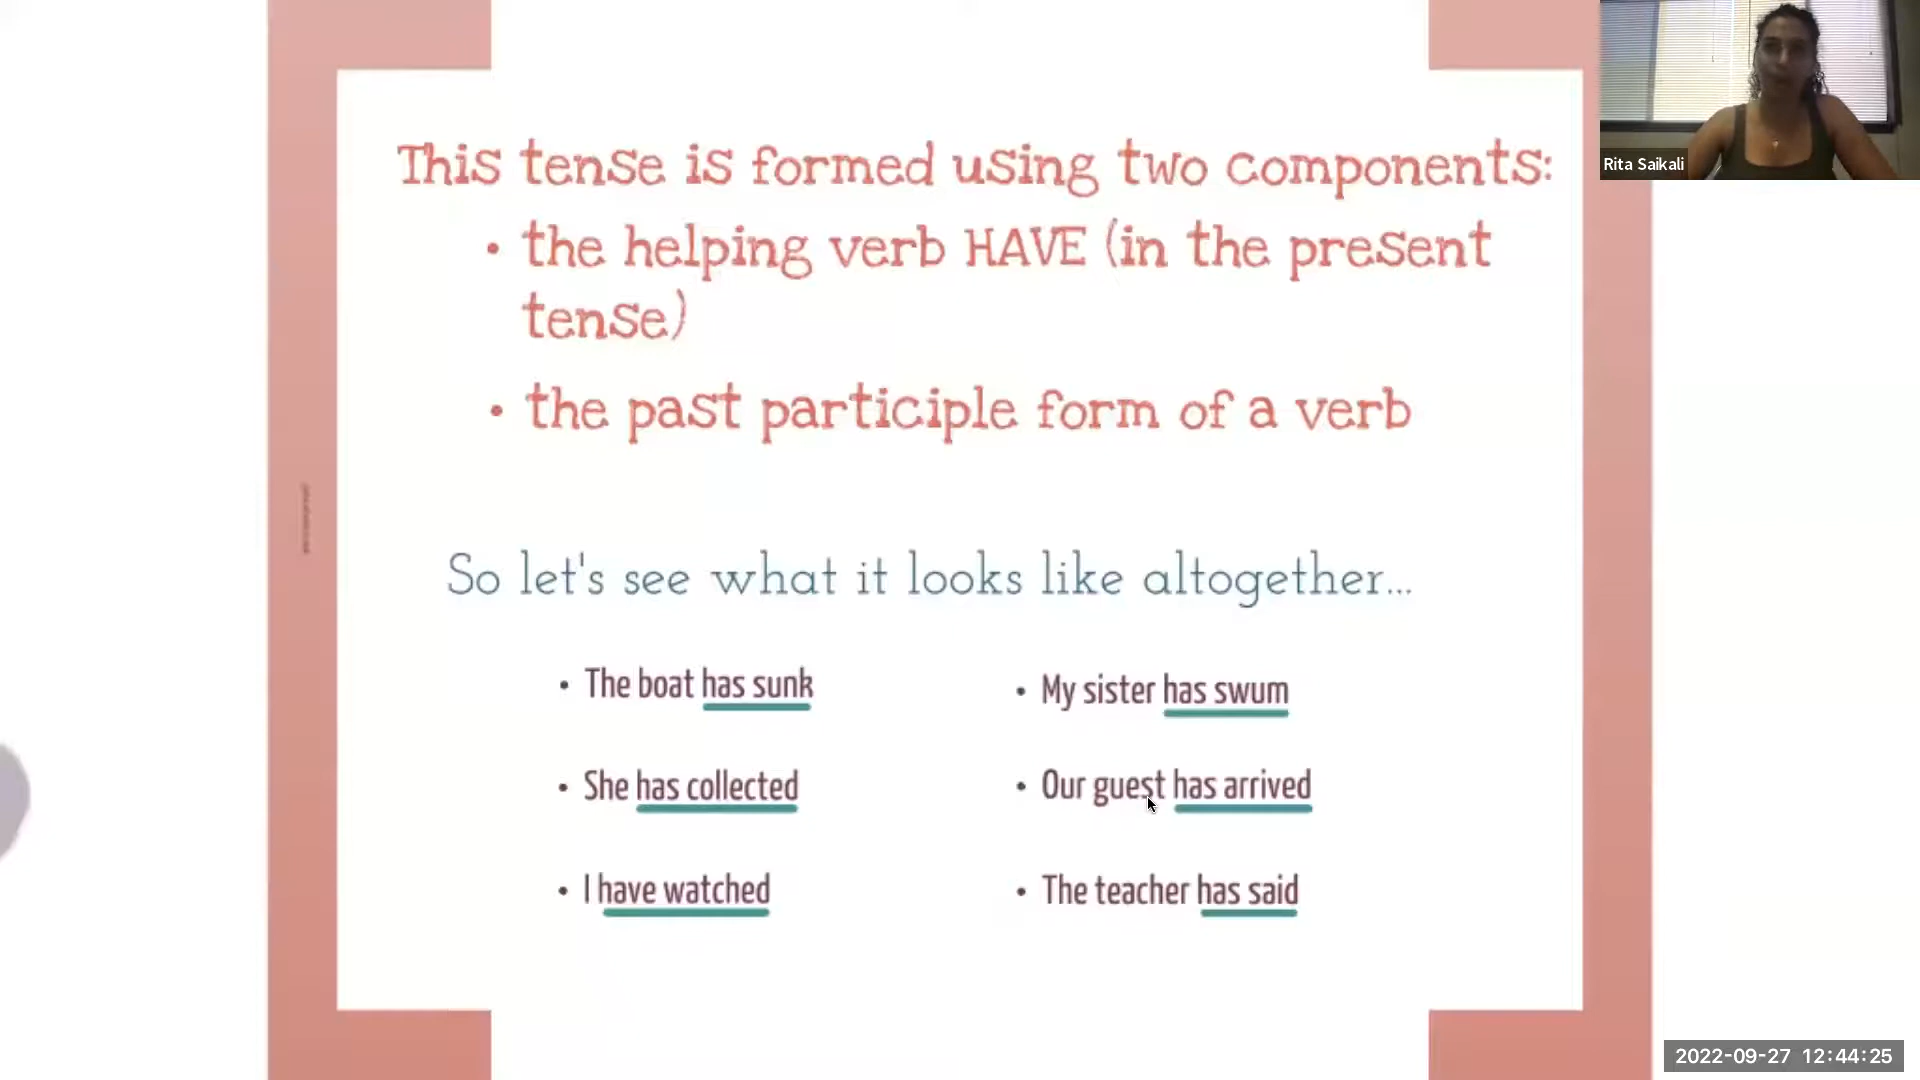 This tense is formed using two components:
• the helping verb HAVE (in the present
tense)
• the past participle form of a verb
So let's see what it looks like altogether...
• The boat has sunk
• She has collected
• I have watched
• My sister has swum
• Our guest has arrived
• The teacher has said
Rita Saikali
2022-09-27 12:44:25